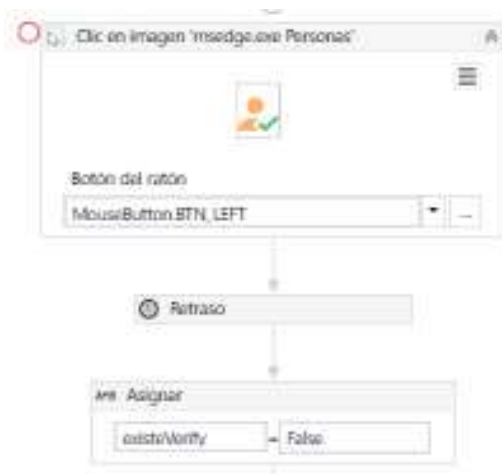 Clic en imagen 'msedge.exe Personas'
Botón del ratón
MouseButton.BTN_LEFT
...
Retraso
A*B Asignar
existeVerify = False